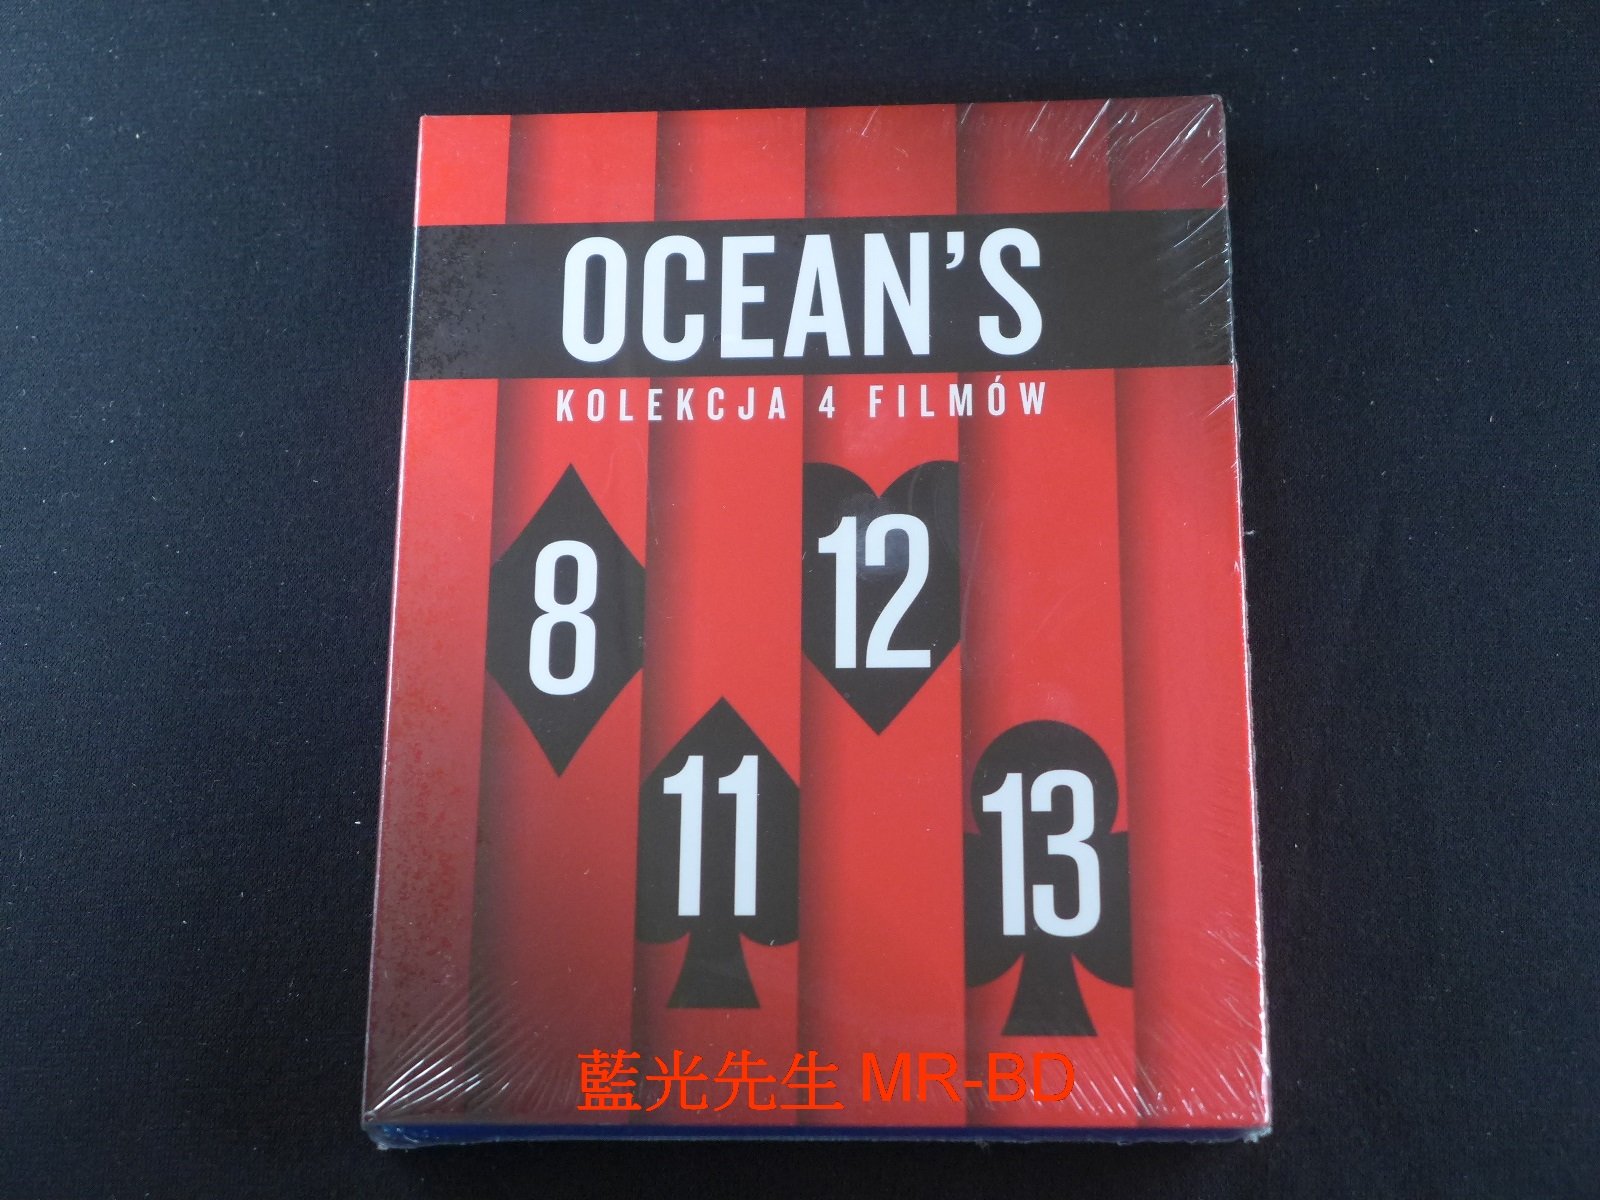 OCEAN'S
KOLEKCJA 4 FILMÓW
8
12
11
13
藍光先生 MR-BD